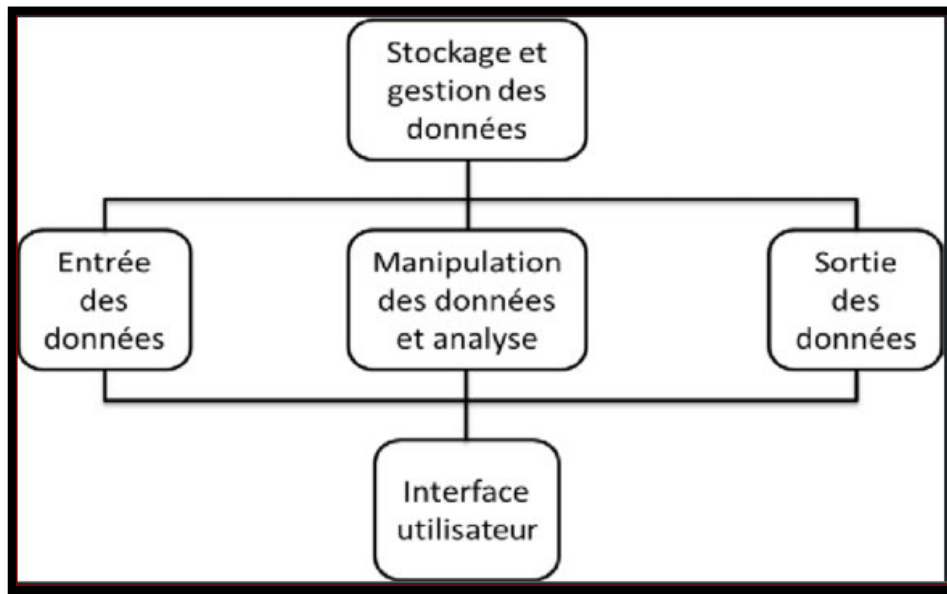 Stockage et
gestion des
données
Entrée
des
données
Manipulation
des données
et analyse
Sortie
des
données
Interface
utilisateur